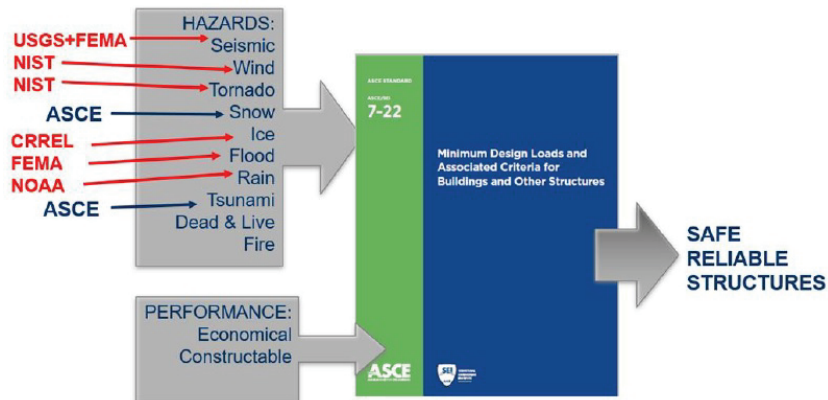 HAZARDS:
USGS+FEMA
Seismic
NIST
Wind
NIST
Tornado
ASCE
Snow
CRREL
Ice
FEMA
Flood
NOAA
Rain
ASCE
Tsunami
Dead & Live
Fire
PERFORMANCE:
Economical
Constructable
ASCE STANDARD
ASCE/SEI
7-22
Minimum Design Loads and
Associated Criteria for
Buildings and Other Structures
ASCE
SEI
SAFE
RELIABLE
STRUCTURES